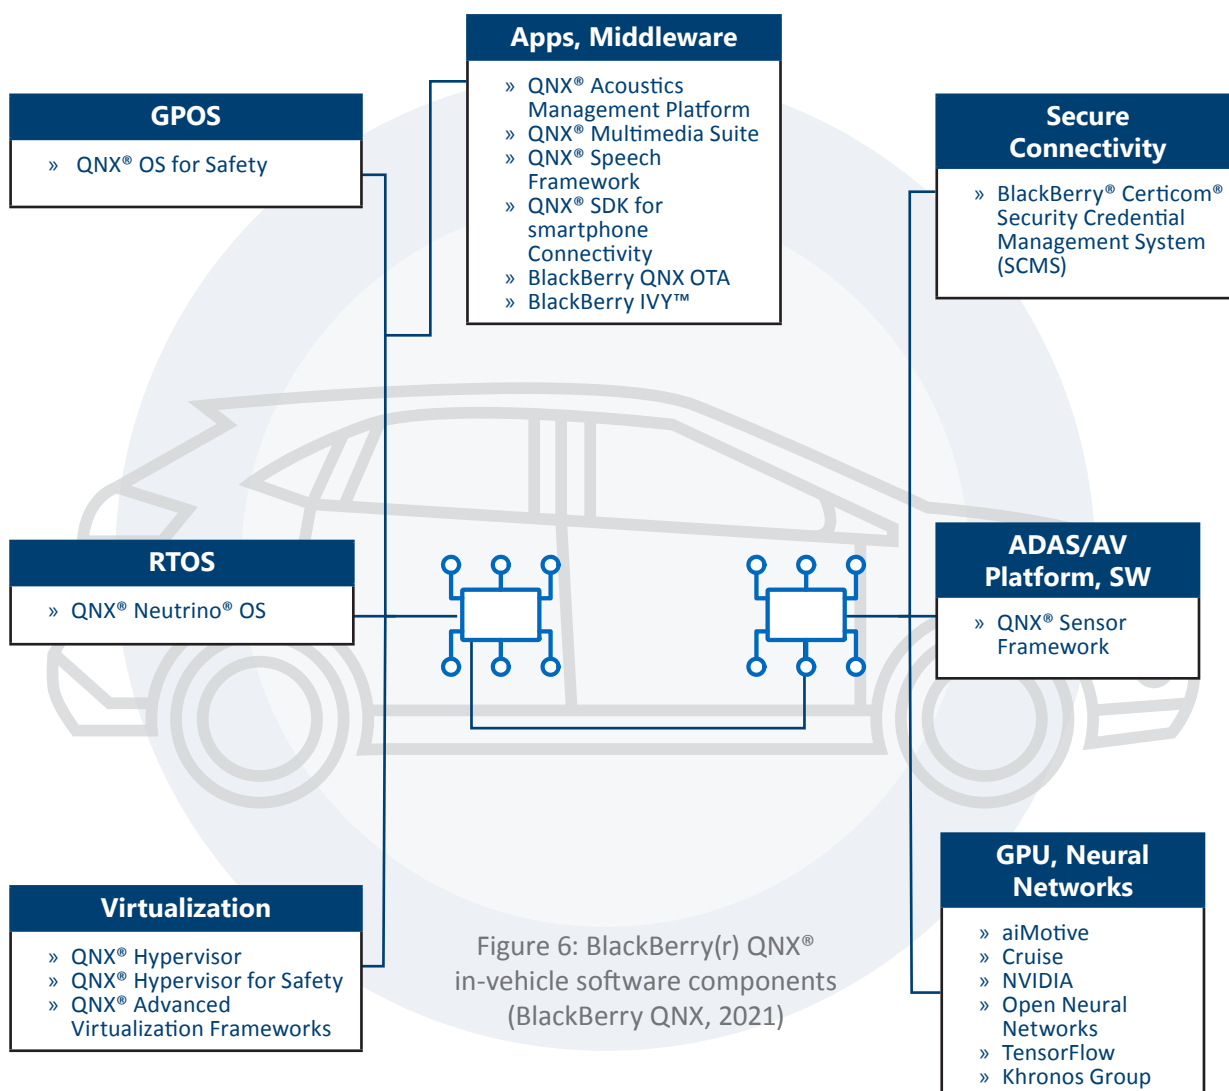 Apps, Middleware
» QNX® Acoustics
Management Platform
» QNX® Multimedia Suite
» QNX® Speech
Framework
» QNX® SDK for
smartphone
Connectivity
» BlackBerry QNX OTA
» BlackBerry IVY™
GPOS
» QNX® OS for Safety
Secure
Connectivity
» BlackBerry® Certicom®
Security Credential
Management System
(SCMS)
RTOS
» QNX® Neutrino® OS
ADAS/AV
Platform, SW
» QNX® Sensor
Framework
Virtualization
» QNX® Hypervisor
» QNX® Hypervisor for Safety
» QNX® Advanced
Virtualization Frameworks
GPU, Neural
Networks
» aiMotive
» Cruise
» NVIDIA
» Open Neural
Networks
» TensorFlow
» Khronos Group
Figure 6: BlackBerry(r) QNX®
in-vehicle software components
(BlackBerry QNX, 2021)